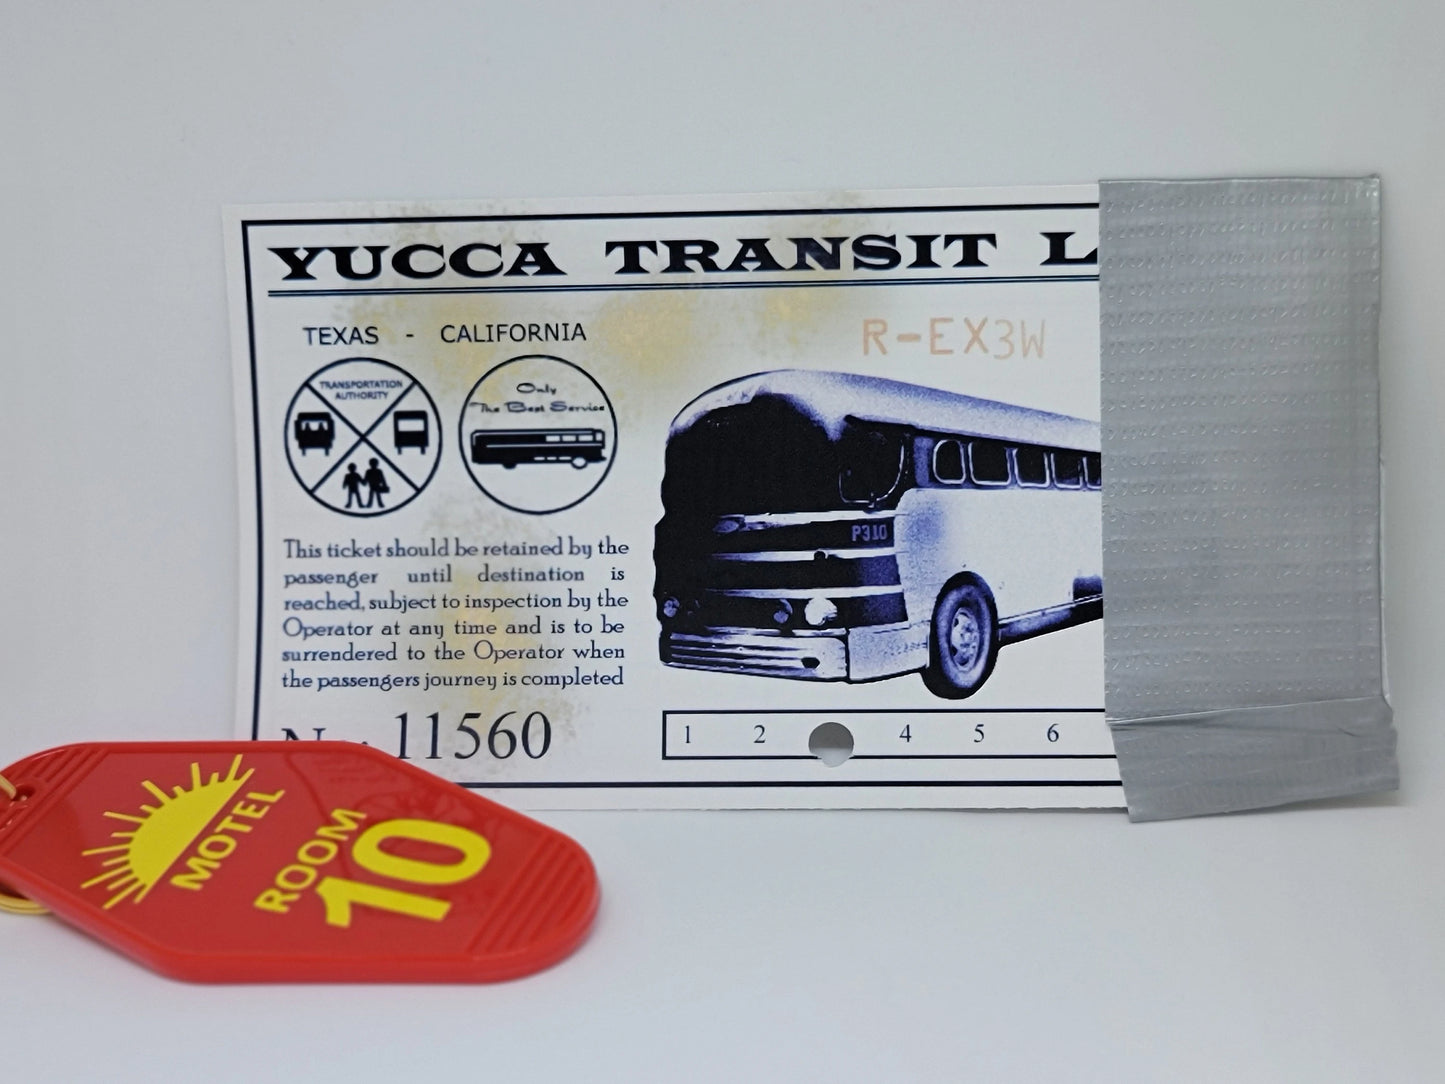 YUCCA TRANSIT L
TEXAS - CALIFORNIA
R-EX3W
TRANSPORTATION
AUTHORITY
Only
The Best Service
P310
This ticket should be retained by the
passenger until destination is
reached, subject to inspection by the
Operator at any time and is to be
surrendered to the Operator when
the passengers journey is completed
11560
1 2 4 5 6
MOTEL
ROOM
10